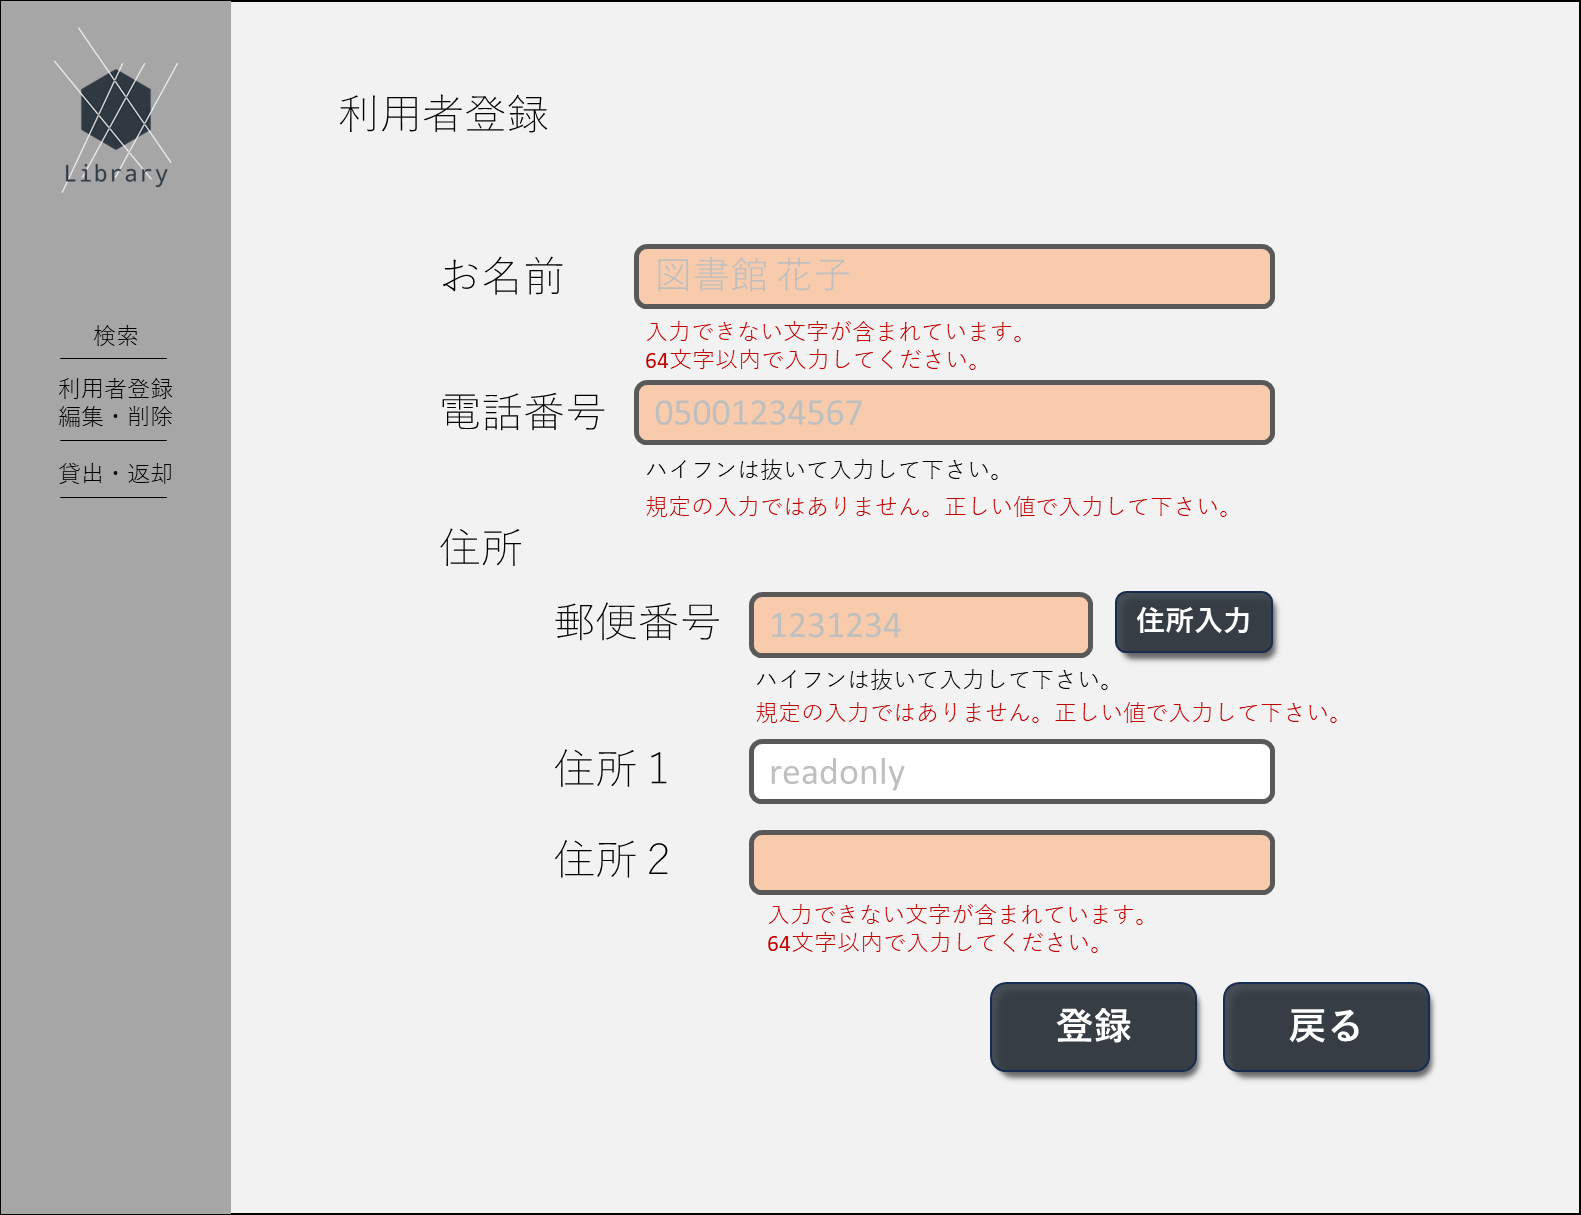 Library
検索
利用者登録
編集・削除
貸出・返却
利用者登録
お名前
図書館 花子
入力できない文字が含まれています。
64文字以内で入力してください。
電話番号
05001234567
ハイフンは抜いて入力して下さい。
規定の入力ではありません。正しい値で入力して下さい。
住所
郵便番号
1231234
住所入力
ハイフンは抜いて入力して下さい。
規定の入力ではありません。正しい値で入力して下さい。
住所１
readonly
住所２
入力できない文字が含まれています。
64文字以内で入力してください。
登録
戻る